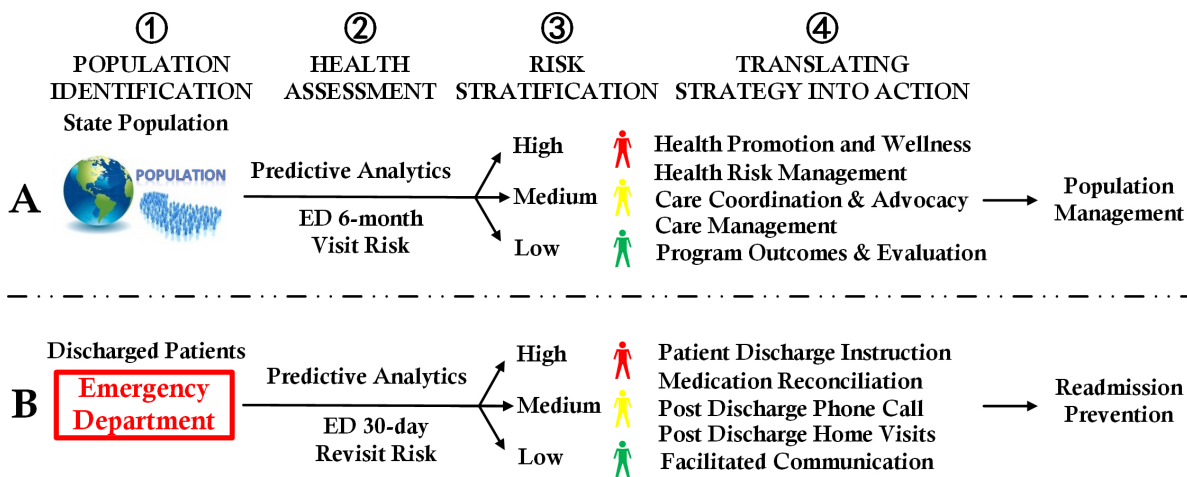 ① ② ③ ④
POPULATION IDENTIFICATION
HEALTH ASSESSMENT
RISK STRATIFICATION
TRANSLATING STRATEGY INTO ACTION
A
State Population
POPULATION
Predictive Analytics
ED 6-month
Visit Risk
High
Medium
Low
Health Promotion and Wellness
Health Risk Management
Care Coordination & Advocacy
Care Management
Program Outcomes & Evaluation
Population
Management
B
Discharged Patients
Emergency
Department
Predictive Analytics
ED 30-day
Revisit Risk
High
Medium
Low
Patient Discharge Instruction
Medication Reconciliation
Post Discharge Phone Call
Post Discharge Home Visits
Facilitated Communication
Readmission
Prevention